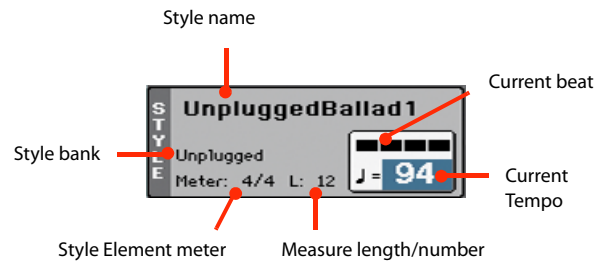 Style name
Current beat
STYLE
UnpluggedBallad1
Style bank
Unplugged
Meter: 4/4 L: 12
♩= 94
Current
Tempo
Style Element meter
Measure length/number